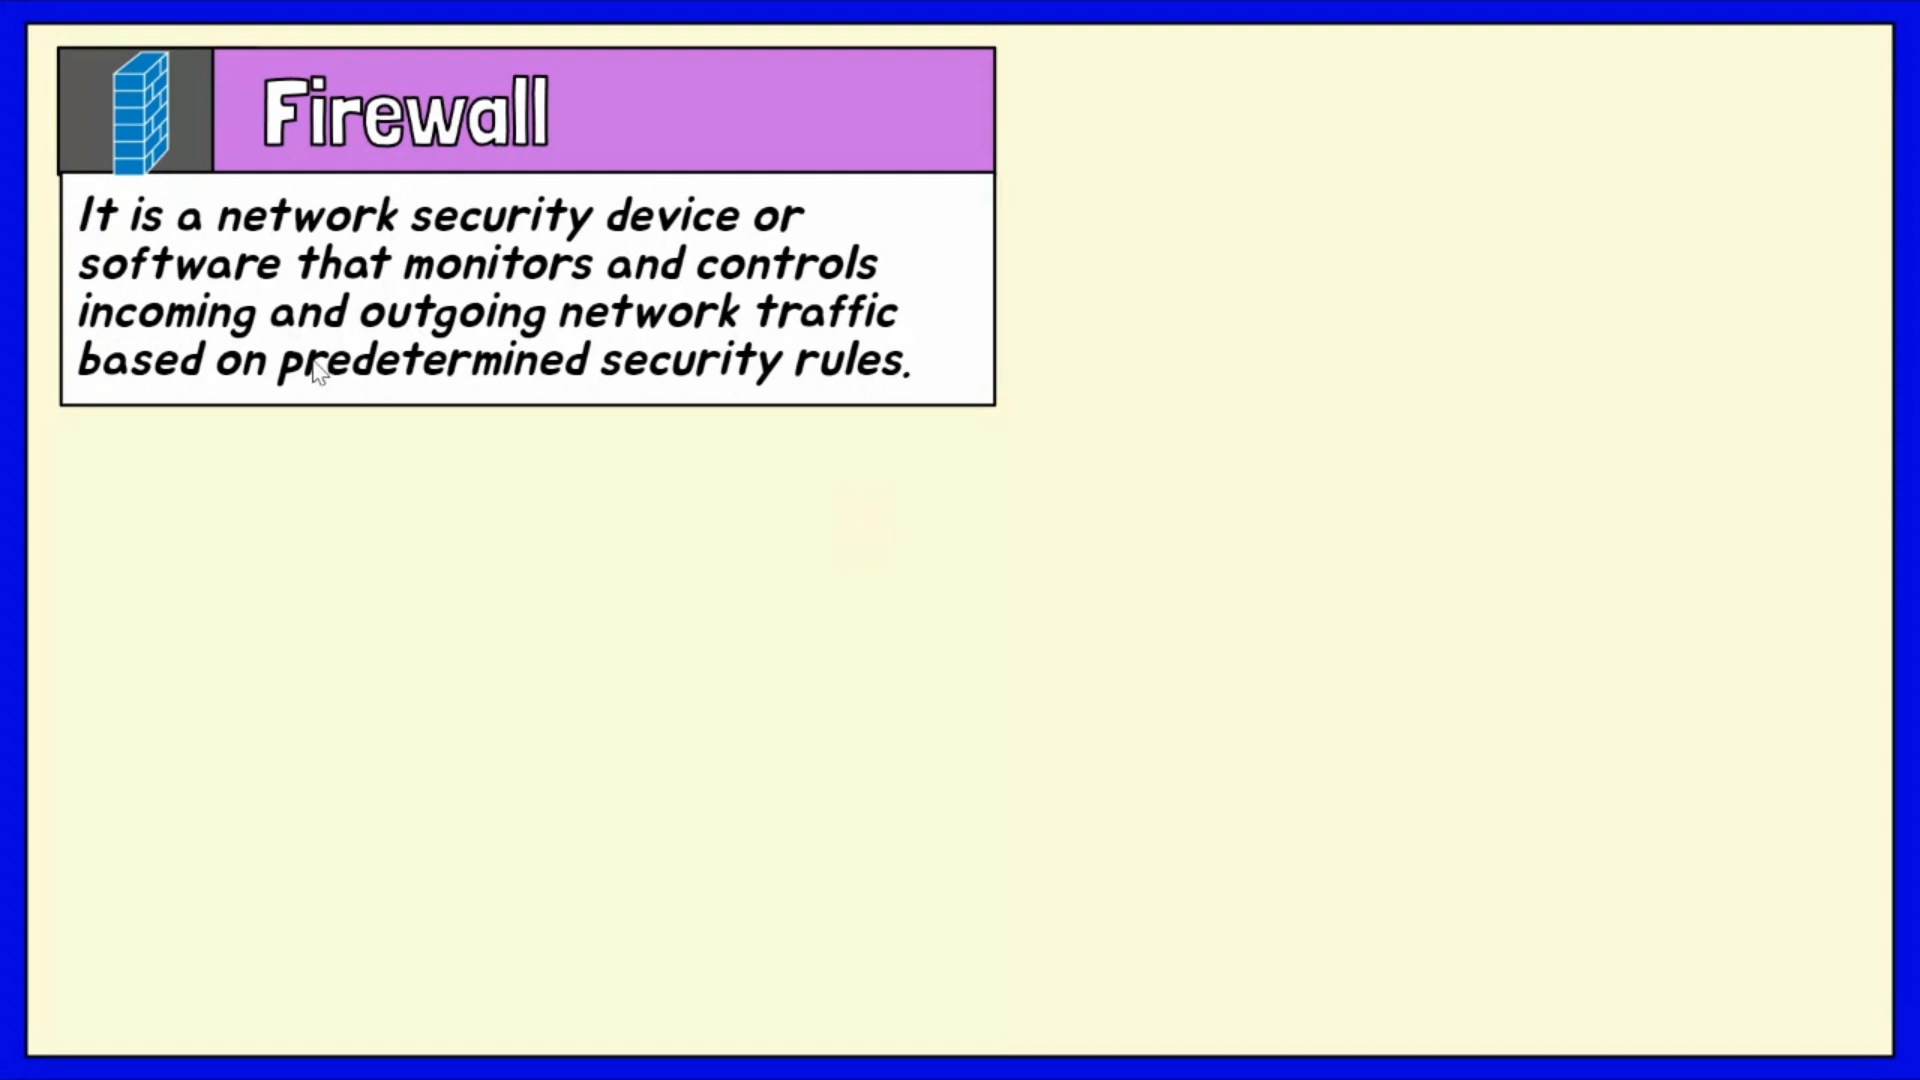 Firewall
It is a network security device or
software that monitors and controls
incoming and outgoing network traffic
based on predetermined security rules.